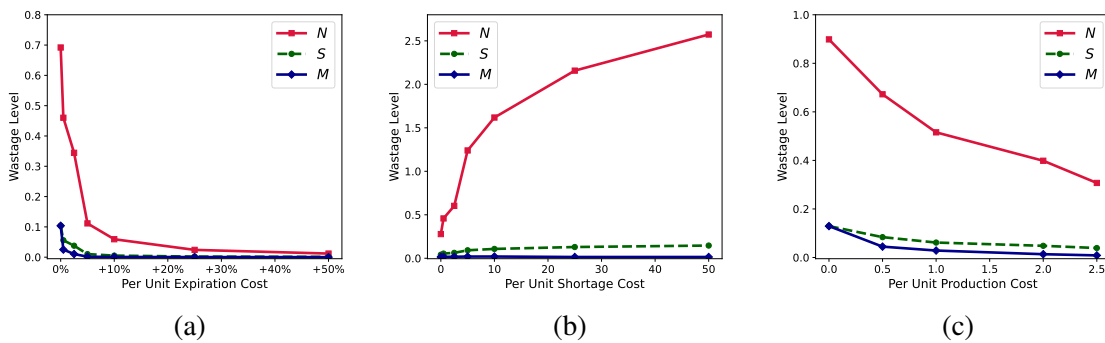 0.8
0.7
0.6
0.5
0.4
0.3
0.2
0.1
0.0
Wastage Level
N
S
M
0% +10% +20% +30% +40% +50%
Per Unit Expiration Cost
(a)
2.5
2.0
1.5
1.0
0.5
0.0
Wastage Level
N
S
M
0 10 20 30 40 50
Per Unit Shortage Cost
(b)
1.0
0.8
0.6
0.4
0.2
0.0
Wastage Level
N
S
M
0.0 0.5 1.0 1.5 2.0 2.5
Per Unit Production Cost
(c)